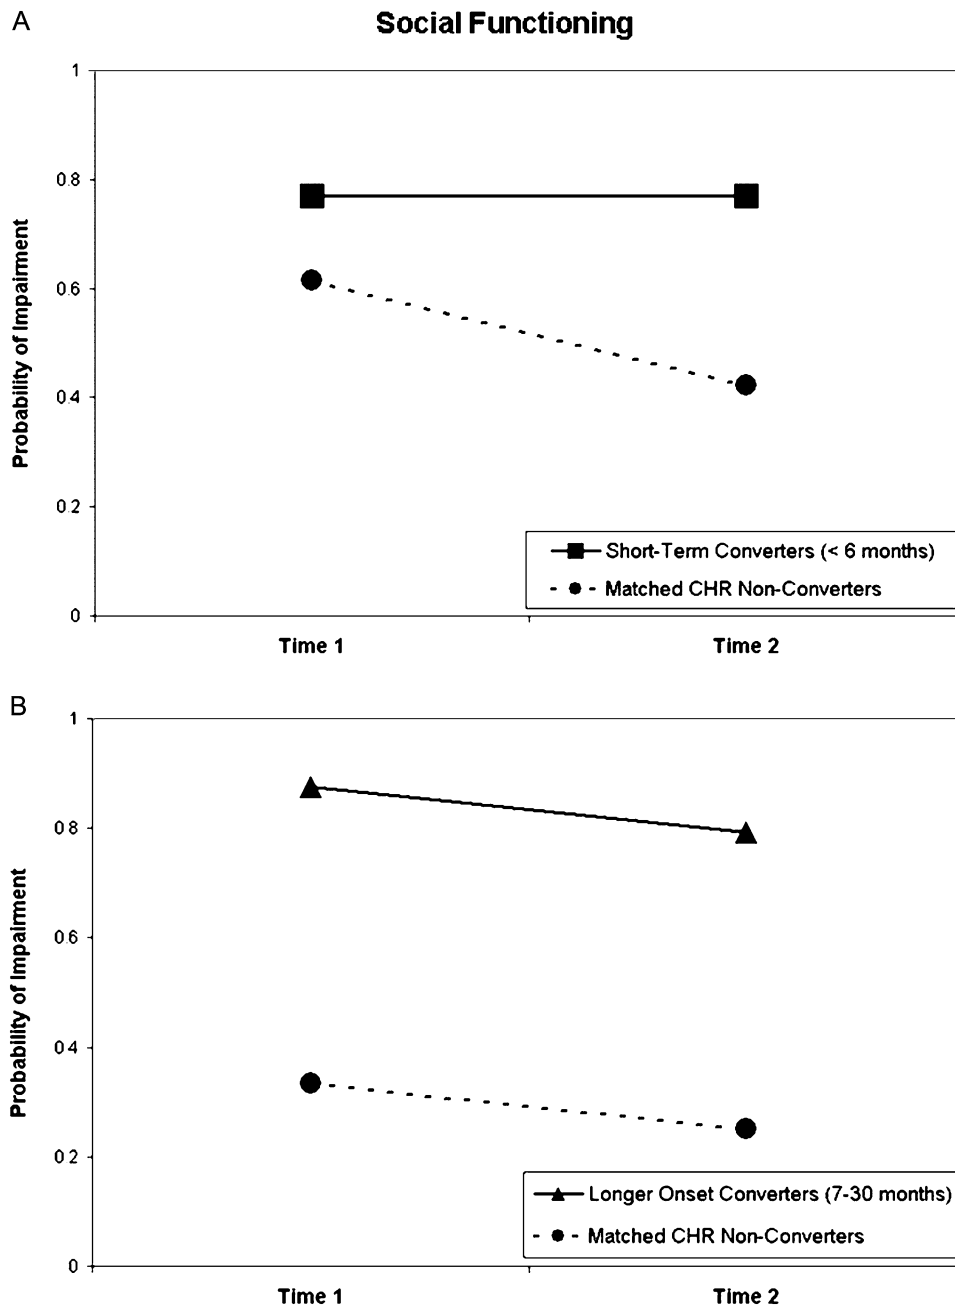 A
Social Functioning
1
0.8
0.6
0.4
0.2
0
Probability of Impairment
Short-Term Converters (< 6 months)
Matched CHR Non-Converters
Time 1 Time 2
B
1
0.8
0.6
0.4
0.2
0
Probability of Impairment
Longer Onset Converters (7-30 months)
Matched CHR Non-Converters
Time 1 Time 2